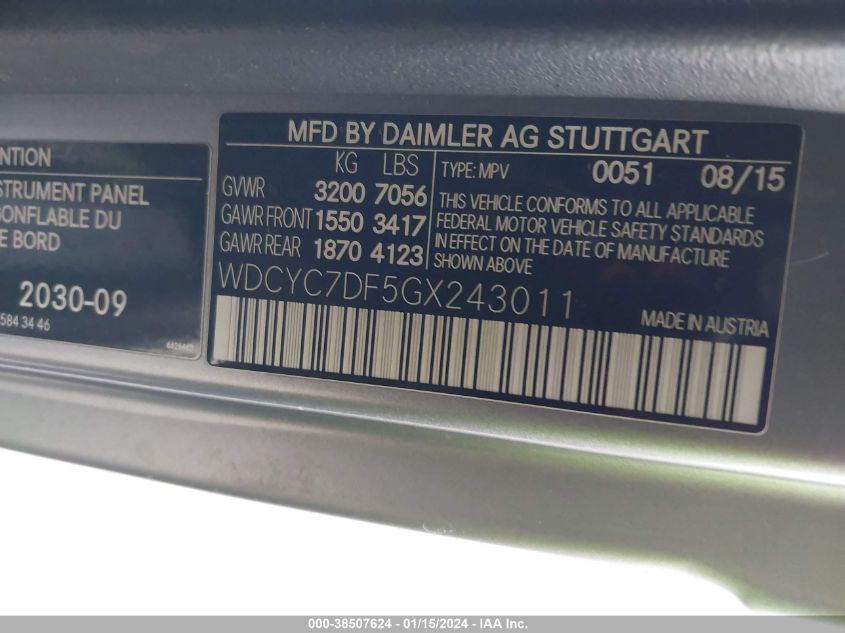 NTION
STRUMENT PANEL
GONFLABLE DU
E BORD
2030-09
584 34 46
MFD BY DAIMLER AG STUTTGART
KG LBS
GVWR 3200 7056
GAWR FRONT 1550 3417
GAWR REAR 1870 4123
TYPE: MPV 0051 08/15
THIS VEHICLE CONFORMS TO ALL APPLICABLE
FEDERAL MOTOR VEHICLE SAFETY STANDARDS
IN EFFECT ON THE DATE OF MANUFACTURE
SHOWN ABOVE
WDCYC7DF5GX243011
MADE IN AUSTRIA
000-38507624 - 01/15/2024 - IAA Inc.